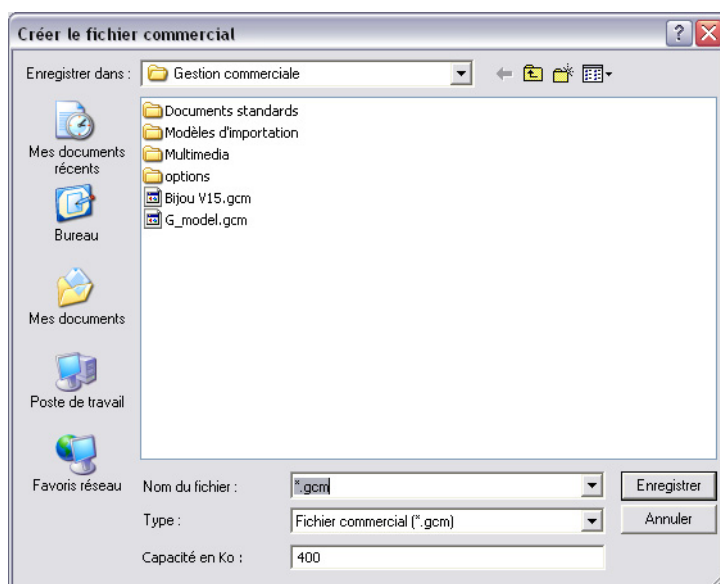 Créer le fichier commercial
Enregistrer dans :
Gestion commerciale
Mes documents
récents
Bureau
Mes documents
Poste de travail
Favoris réseau
Documents standards
Modèles d'importation
Multimedia
options
Bijou V15.gcm
G_model.gcm
Nom du fichier :
*.gcm
Enregistrer
Type :
Fichier commercial (*.gcm)
Annuler
Capacité en Ko :
400